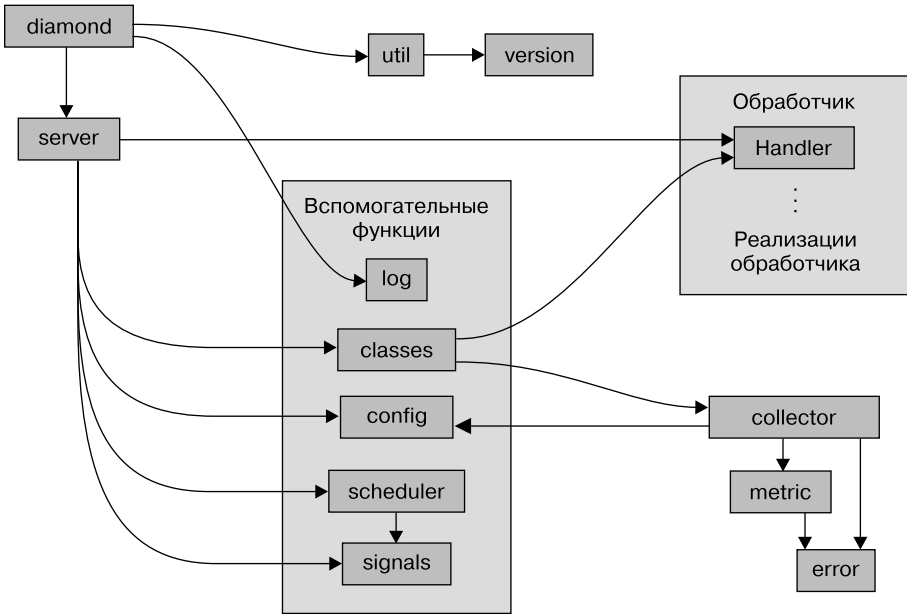 diamond
util
version
server
Обработчик
Handler
Реализации
обработчика
Вспомогательные
функции
log
classes
config
scheduler
signals
collector
metric
error